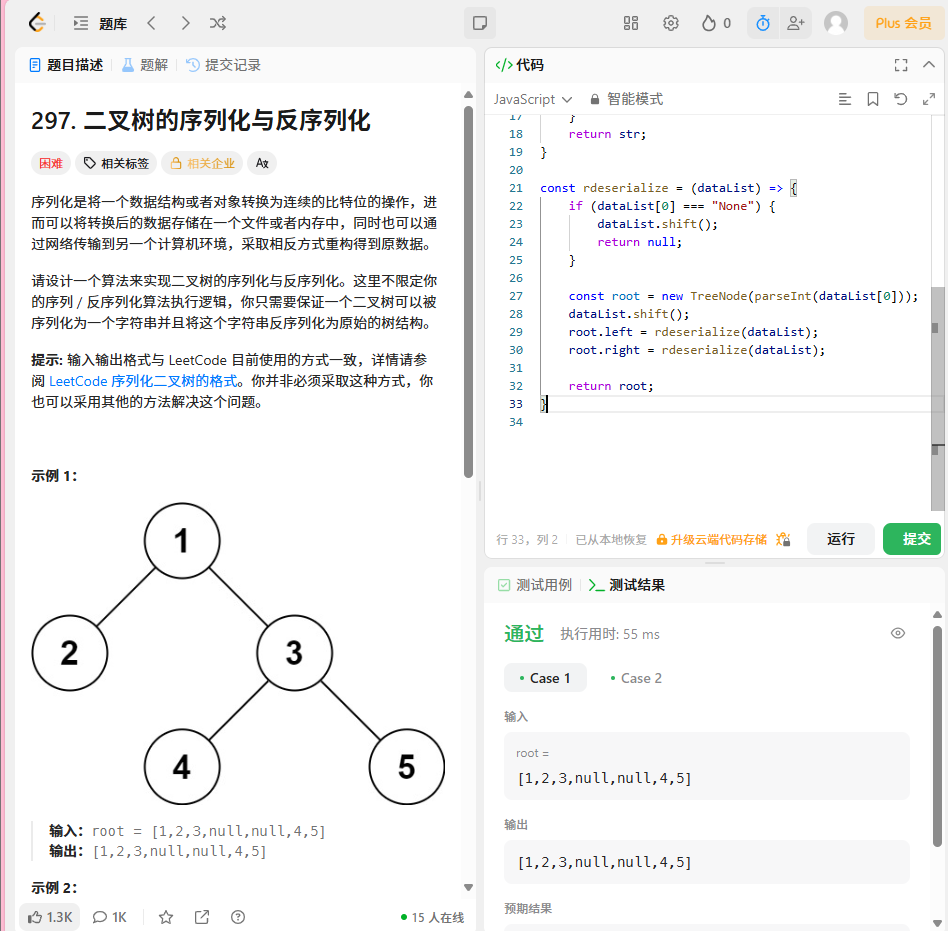 题库
0
Plus 会员
题目描述
题解
提交记录
297. 二叉树的序列化与反序列化
困难
相关标签
相关企业
序列化是将一个数据结构或者对象转换为连续的比特位的操作，进
而可以将转换后的数据存储在一个文件或者内存中，同时也可以通
过网络传输到另一个计算机环境，采取相反方式重构得到原数据。
请设计一个算法来实现二叉树的序列化与反序列化。这里不限定你
的序列 / 反序列化算法执行逻辑，你只需要保证一个二叉树可以被
序列化为一个字符串并且将这个字符串反序列化为原始的树结构。
提示: 输入输出格式与 LeetCode 目前使用的方式一致，详情请参
阅 LeetCode 序列化二叉树的格式。你并非必须采取这种方式，你
也可以采用其他的方法解决这个问题。
示例 1：
1
2
3
4
5
输入：root = [1,2,3,null,null,4,5]
输出：[1,2,3,null,null,4,5]
示例 2：
1.3K
1K
15 人在线
代码
JavaScript
智能模式
17 }
18 return str;
19 }
20
21 const rdeserialize = (dataList) => {
22 if (dataList[0] === "None") {
23 dataList.shift();
24 return null;
25 }
26
27 const root = new TreeNode(parseInt(dataList[0]));
28 dataList.shift();
29 root.left = rdeserialize(dataList);
30 root.right = rdeserialize(dataList);
31
32 return root;
33 }
34
行 33，列 2
已从本地恢复
升级云端代码存储
运行
提交
测试用例
测试结果
通过
执行用时: 55 ms
Case 1
Case 2
输入
root =
[1,2,3,null,null,4,5]
输出
[1,2,3,null,null,4,5]
预期结果